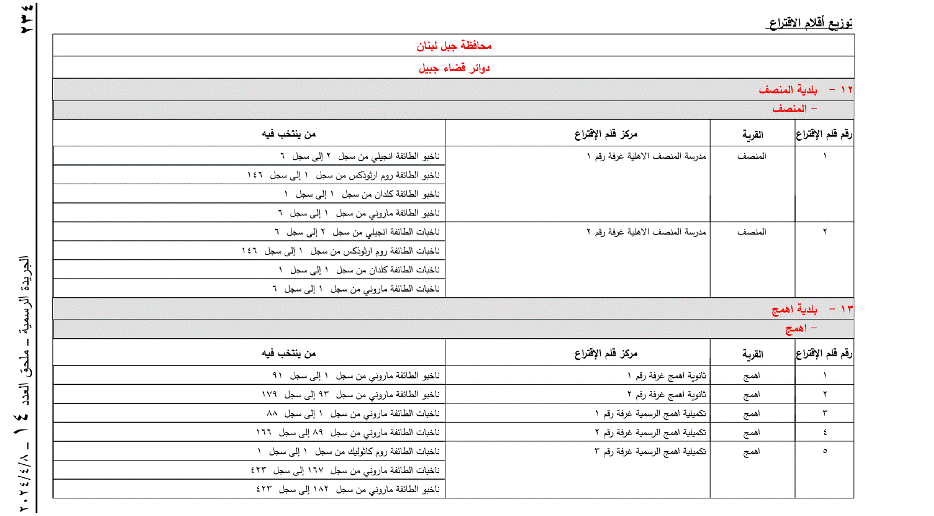 توزيع أقلام الاقتراع
٢٣٤
محافظة جبل لبنان
دوائر قضاء جبيل
١٢ - بلدية المنصف
- المنصف
رقم قلم الإقتراع القرية مركز قلم الإقتراع من ينتخب فيه
١ المنصف مدرسة المنصف الاهلية غرفة رقم ١ ناخبو الطائفة انجيلي من سجل ٢ إلى سجل ٦
ناخبو الطائفة روم ارثوذكس من سجل ١ إلى سجل ١٤٦
ناخبو الطائفة كلدان من سجل ١ إلى سجل ١
ناخبو الطائفة ماروني من سجل ١ إلى سجل ٦
٢ المنصف مدرسة المنصف الاهلية غرفة رقم ٢ ناخبات الطائفة انجيلي من سجل ٢ إلى سجل ٦
ناخبات الطائفة روم ارثوذكس من سجل ١ إلى سجل ١٤٦
ناخبات الطائفة كلدان من سجل ١ إلى سجل ١
ناخبات الطائفة ماروني من سجل ١ إلى سجل ٦
١٣ - بلدية اهمج
- اهمج
رقم قلم الإقتراع القرية مركز قلم الإقتراع من ينتخب فيه
١ اهمج ثانوية اهمج غرفة رقم ١ ناخبو الطائفة ماروني من سجل ١ إلى سجل ٩١
٢ اهمج ثانوية اهمج غرفة رقم ٢ ناخبو الطائفة ماروني من سجل ٩٣ إلى سجل ١٧٩
٣ اهمج تكميلية اهمج الرسمية غرفة رقم ١ ناخبات الطائفة ماروني من سجل ١ إلى سجل ٨٨
٤ اهمج تكميلية اهمج الرسمية غرفة رقم ٢ ناخبات الطائفة ماروني من سجل ٨٩ إلى سجل ١٦٦
٥ اهمج تكميلية اهمج الرسمية غرفة رقم ٣ ناخبات الطائفة روم كاثوليك من سجل ١ إلى سجل ١
ناخبات الطائفة ماروني من سجل ١٦٧ إلى سجل ٤٢٣
ناخبو الطائفة ماروني من سجل ١٨٢ إلى سجل ٤٢٣
الجريدة الرسمية – ملحق العدد ١٤ – ٢٠٢٤/٤/٨